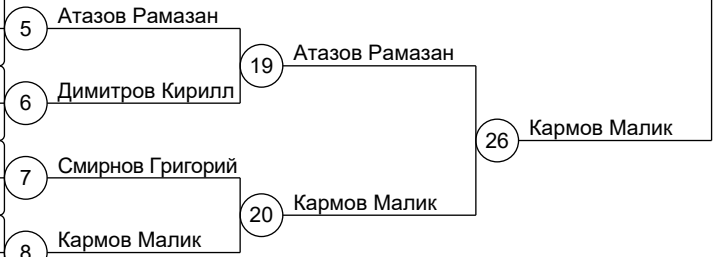 5 Атазов Рамазан
19 Атазов Рамазан
6 Димитров Кирилл
26 Кармов Малик
7 Смирнов Григорий
20 Кармов Малик
8 Кармов Малик